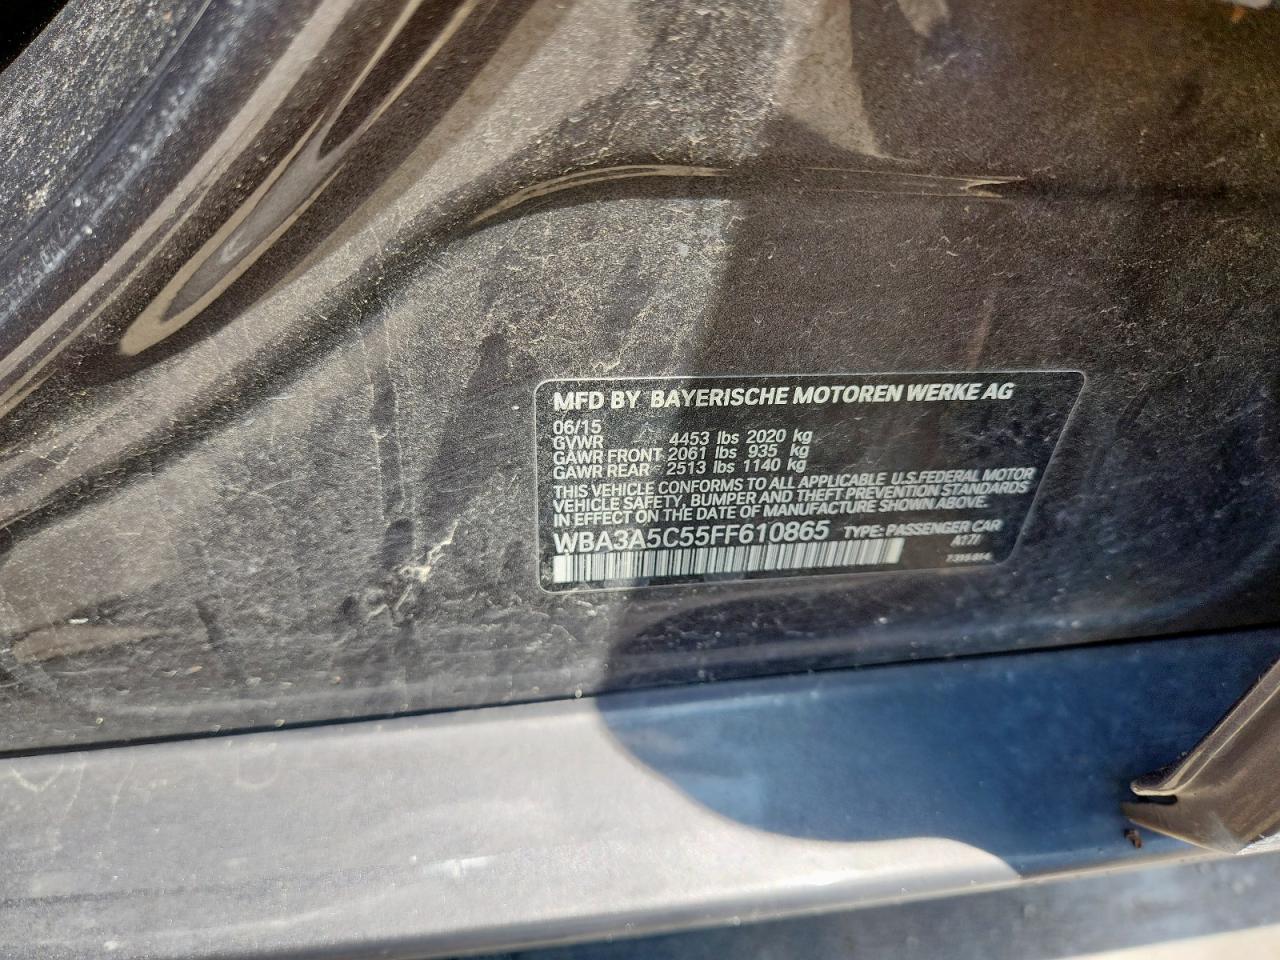 MFD BY BAYERISCHE MOTOREN WERKE AG
06/15
GVWR 4453 lbs 2020 kg
GAWR FRONT 2061 lbs 935 kg
GAWR REAR 2513 lbs 1140 kg
THIS VEHICLE CONFORMS TO ALL APPLICABLE U.S.FEDERAL MOTOR
VEHICLE SAFETY, BUMPER AND THEFT PREVENTION STANDARDS
IN EFFECT ON THE DATE OF MANUFACTURE SHOWN ABOVE.
WBA3A5C55FF610865 TYPE: PASSENGER CAR